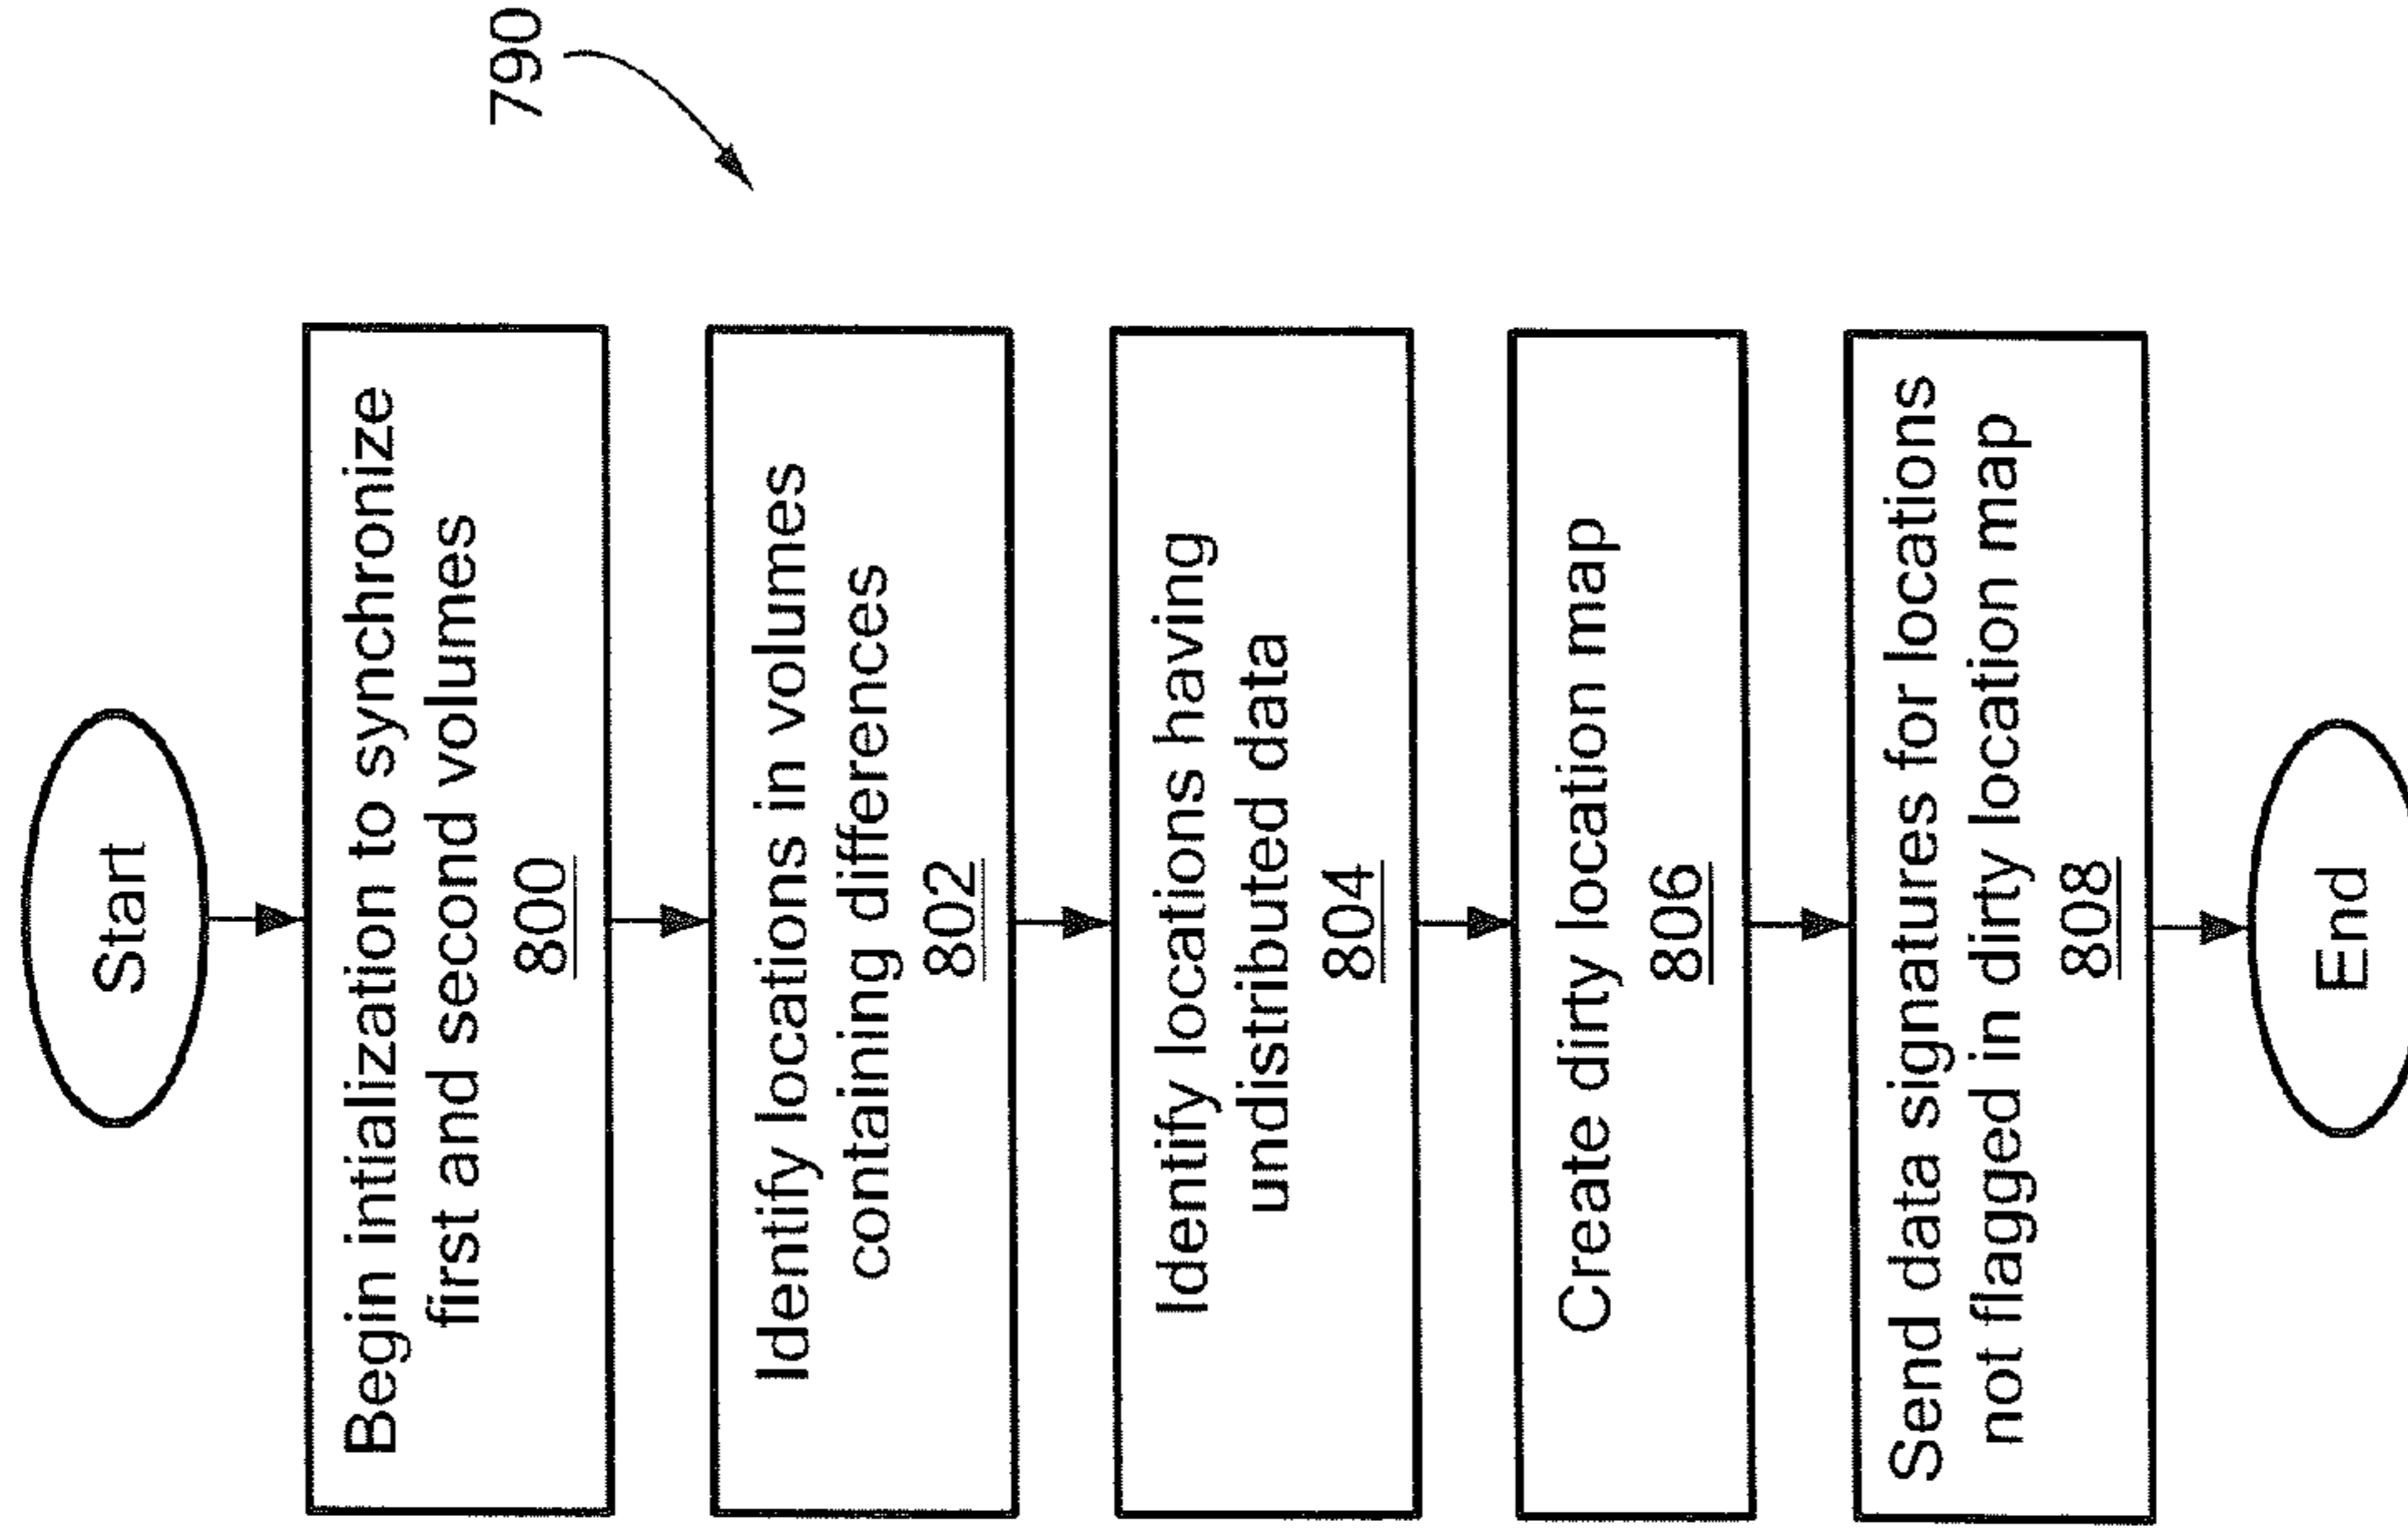 790
Start
Begin intialization to synchronize
first and second volumes
800
Identify locations in volumes
containing differences
802
Identify locations having
undistributed data
804
Create dirty location map
806
Send data signatures for locations
not flagged in dirty location map
808
End